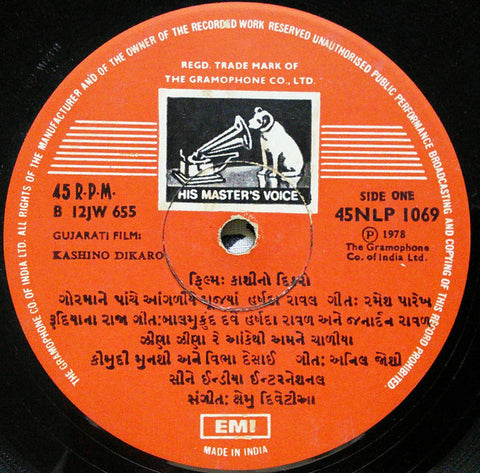 ALL RIGHTS OF THE MANUFACTURER AND OF THE OWNER OF THE RECORDED WORK RESERVED UNAUTHORISED PUBLIC PERFORMANCE BROADCASTING AND COPYING OF THIS RECORD PROHIBITED
THE GRAMOPHONE CO. OF INDIA LTD.
REGD. TRADE MARK OF
THE GRAMOPHONE CO., LTD.
HIS MASTER'S VOICE
45 R·P·M·
B 12JW 655
GUJARATI FILM:
KASHINO DIKARO
SIDE ONE
45NLP 1069
Ⓟ 1978
The Gramophone
Co. of India Ltd.
ફિલ્મ: કાશીનો દિકરો
ગોરમાને પાંચે આંગળીયે પૂજ્યાં હર્ષદા રાવલ ગીત: રમેશ પારેખ
રૂદિયાના રાજા ગીત: બાલમુકુંદ દવે હર્ષદા રાવળ અને જનાર્દન રાવળ
ઝીણા ઝીણા રે આંકેથી અમને ચાળીયા
કૌમુદી મુનશી અને વિભા દેસાઈ ગીત: અનિલ જોશી
સીને ઈન્ડીયા ઈન્ટરનેશનલ
સંગીત: ક્ષેમુ દિવેટીઆ
EMI
MADE IN INDIA